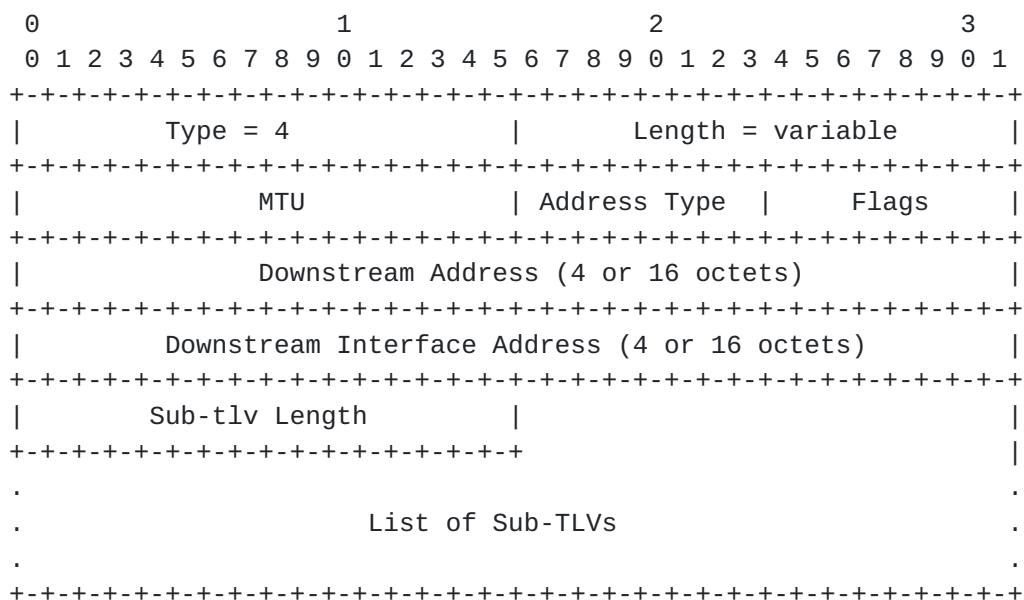 0                   1                   2                   3
 0 1 2 3 4 5 6 7 8 9 0 1 2 3 4 5 6 7 8 9 0 1 2 3 4 5 6 7 8 9 0 1
+-+-+-+-+-+-+-+-+-+-+-+-+-+-+-+-+-+-+-+-+-+-+-+-+-+-+-+-+-+-+-+-+
|         Type = 4              |       Length = variable       |
+-+-+-+-+-+-+-+-+-+-+-+-+-+-+-+-+-+-+-+-+-+-+-+-+-+-+-+-+-+-+-+-+
|               MTU             | Address Type  |     Flags     |
+-+-+-+-+-+-+-+-+-+-+-+-+-+-+-+-+-+-+-+-+-+-+-+-+-+-+-+-+-+-+-+-+
|               Downstream Address (4 or 16 octets)             |
+-+-+-+-+-+-+-+-+-+-+-+-+-+-+-+-+-+-+-+-+-+-+-+-+-+-+-+-+-+-+-+-+
|         Downstream Interface Address (4 or 16 octets)         |
+-+-+-+-+-+-+-+-+-+-+-+-+-+-+-+-+-+-+-+-+-+-+-+-+-+-+-+-+-+-+-+-+
|        Sub-tlv Length         |                               |
+-+-+-+-+-+-+-+-+-+-+-+-+-+-+-+-+                               |
.                                                               .
.                      List of Sub-TLVs                         .
.                                                               .
+-+-+-+-+-+-+-+-+-+-+-+-+-+-+-+-+-+-+-+-+-+-+-+-+-+-+-+-+-+-+-+-+